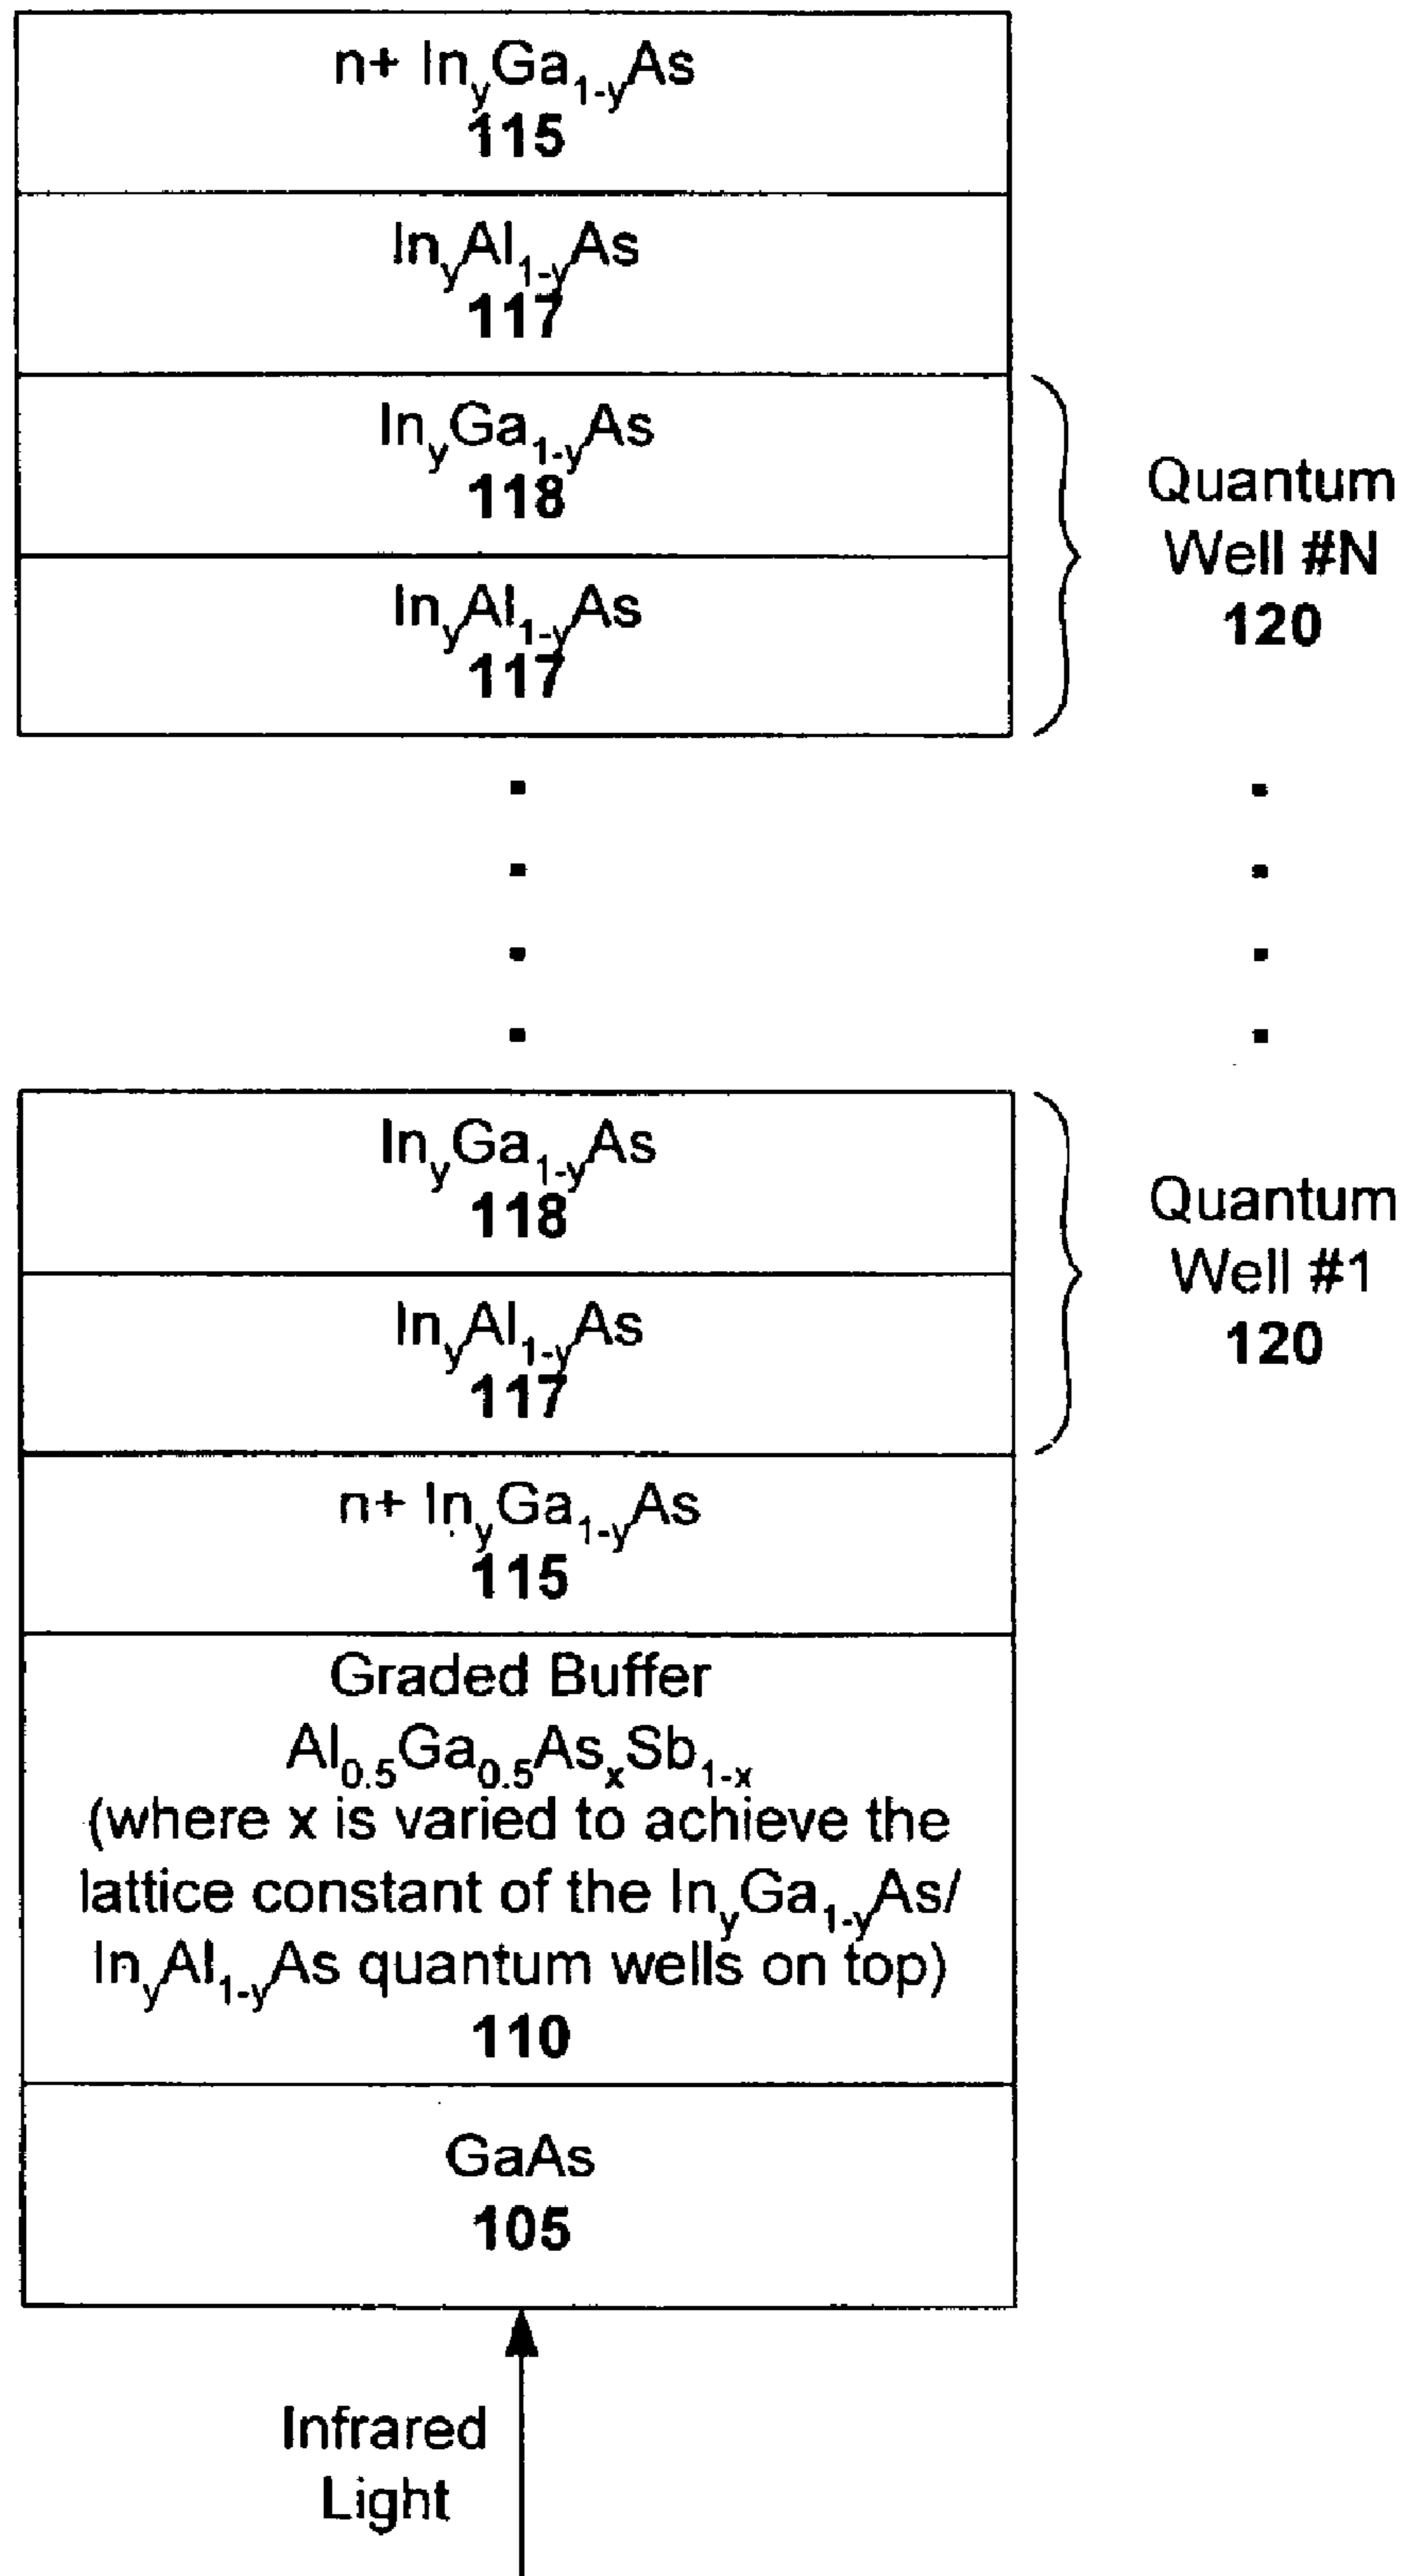 n+ InyGa1-yAs
115
InyAl1-yAs
117
InyGa1-yAs
118
InyAl1-yAs
117
Quantum
Well #N
120
InyGa1-yAs
118
InyAl1-yAs
117
Quantum
Well #1
120
n+ InyGa1-yAs
115
Graded Buffer
Al0.5Ga0.5AsxSb1-x
(where x is varied to achieve the
lattice constant of the InyGa1-yAs/
InyAl1-yAs quantum wells on top)
110
GaAs
105
Infrared
Light